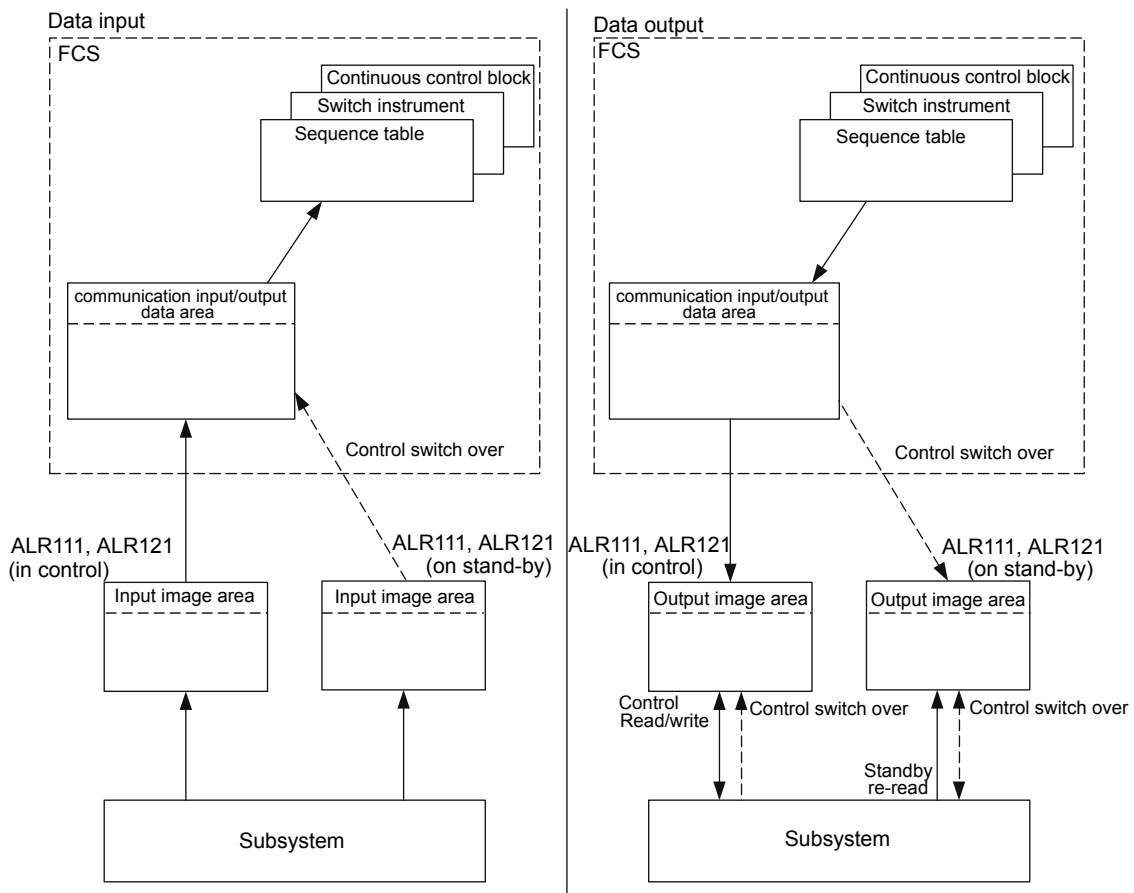 Data input
FCS
Continuous control block
Switch instrument
Sequence table
communication input/output
data area
Control switch over
ALR111, ALR121
(in control)
ALR111, ALR121
(on stand-by)
Input image area
Input image area
Subsystem
Data output
FCS
Continuous control block
Switch instrument
Sequence table
communication input/output
data area
Control switch over
ALR111, ALR121
(in control)
ALR111, ALR121
(on stand-by)
Output image area
Output image area
Control
Read/write
Control switch over
Control switch over
Standby
re-read
Subsystem